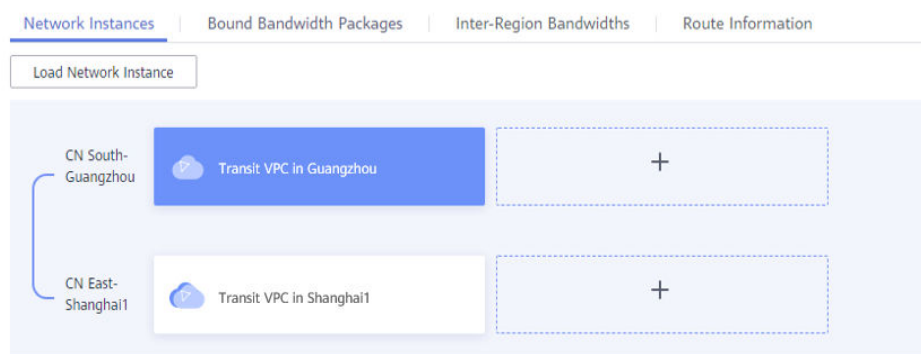 Network Instances Bound Bandwidth Packages Inter-Region Bandwidths Route Information
Load Network Instance
CN South-
Guangzhou
Transit VPC in Guangzhou
+
CN East-
Shanghai1
Transit VPC in Shanghai1
+